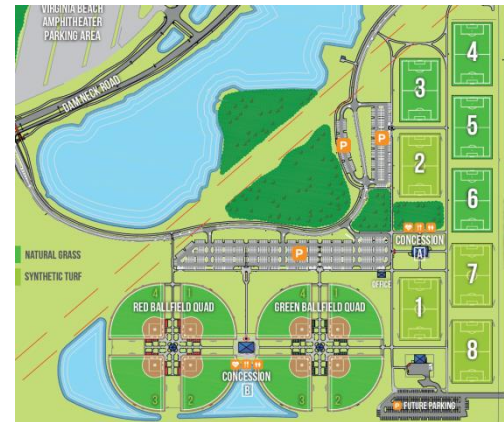 VIRGINIA BEACH
AMPHITHEATER
PARKING AREA
DAM NECK ROAD
4
3
P
P
5
2
6
CONCESSION
A
NATURAL GRASS
SYNTHETIC TURF
P
OFFICE
7
4
1
RED BALLFIELD QUAD
4
1
GREEN BALLFIELD QUAD
1
8
CONCESSION
B
3
2
3
2
P FUTURE PARKING